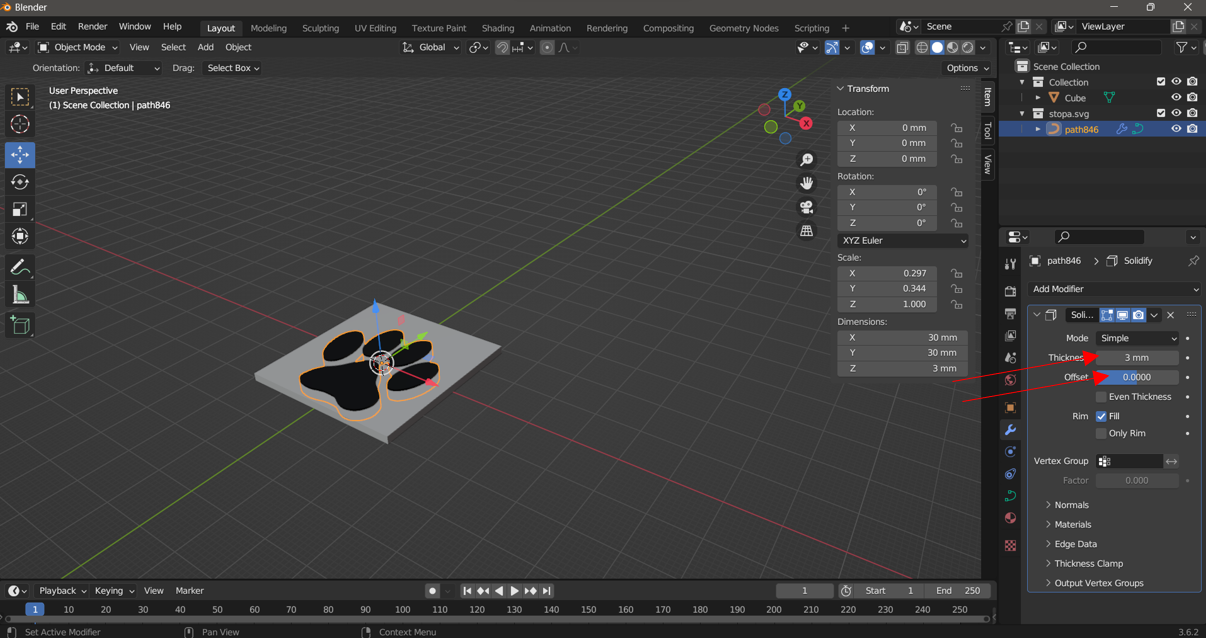 Blender
File Edit Render Window Help Layout Modeling Sculpting UV Editing Texture Paint Shading Animation Rendering Compositing Geometry Nodes Scripting + Scene ViewLayer
Object Mode View Select Add Object Global
Orientation: Default Drag: Select Box Options
User Perspective
(1) Scene Collection | path846
Z
Y
X
Transform
Location:
X 0 mm
Y 0 mm
Z 0 mm
Rotation:
X 0°
Y 0°
Z 0°
XYZ Euler
Scale:
X 0.297
Y 0.344
Z 1.000
Dimensions:
X 30 mm
Y 30 mm
Z 3 mm
Item
Tool
View
Scene Collection
Collection
Cube
stopa.svg
path846
path846 > Solidify
Add Modifier
Soli...
Mode Simple
Thicknes 3 mm
Offset 0.0000
Even Thickness
Rim Fill
Only Rim
Vertex Group
Factor 0.000
Normals
Materials
Edge Data
Thickness Clamp
Output Vertex Groups
Playback Keying View Marker 1 Start 1 End 250
1 10 20 30 40 50 60 70 80 90 100 110 120 130 140 150 160 170 180 190 200 210 220 230 240 250
Set Active Modifier Pan View Context Menu 3.6.2